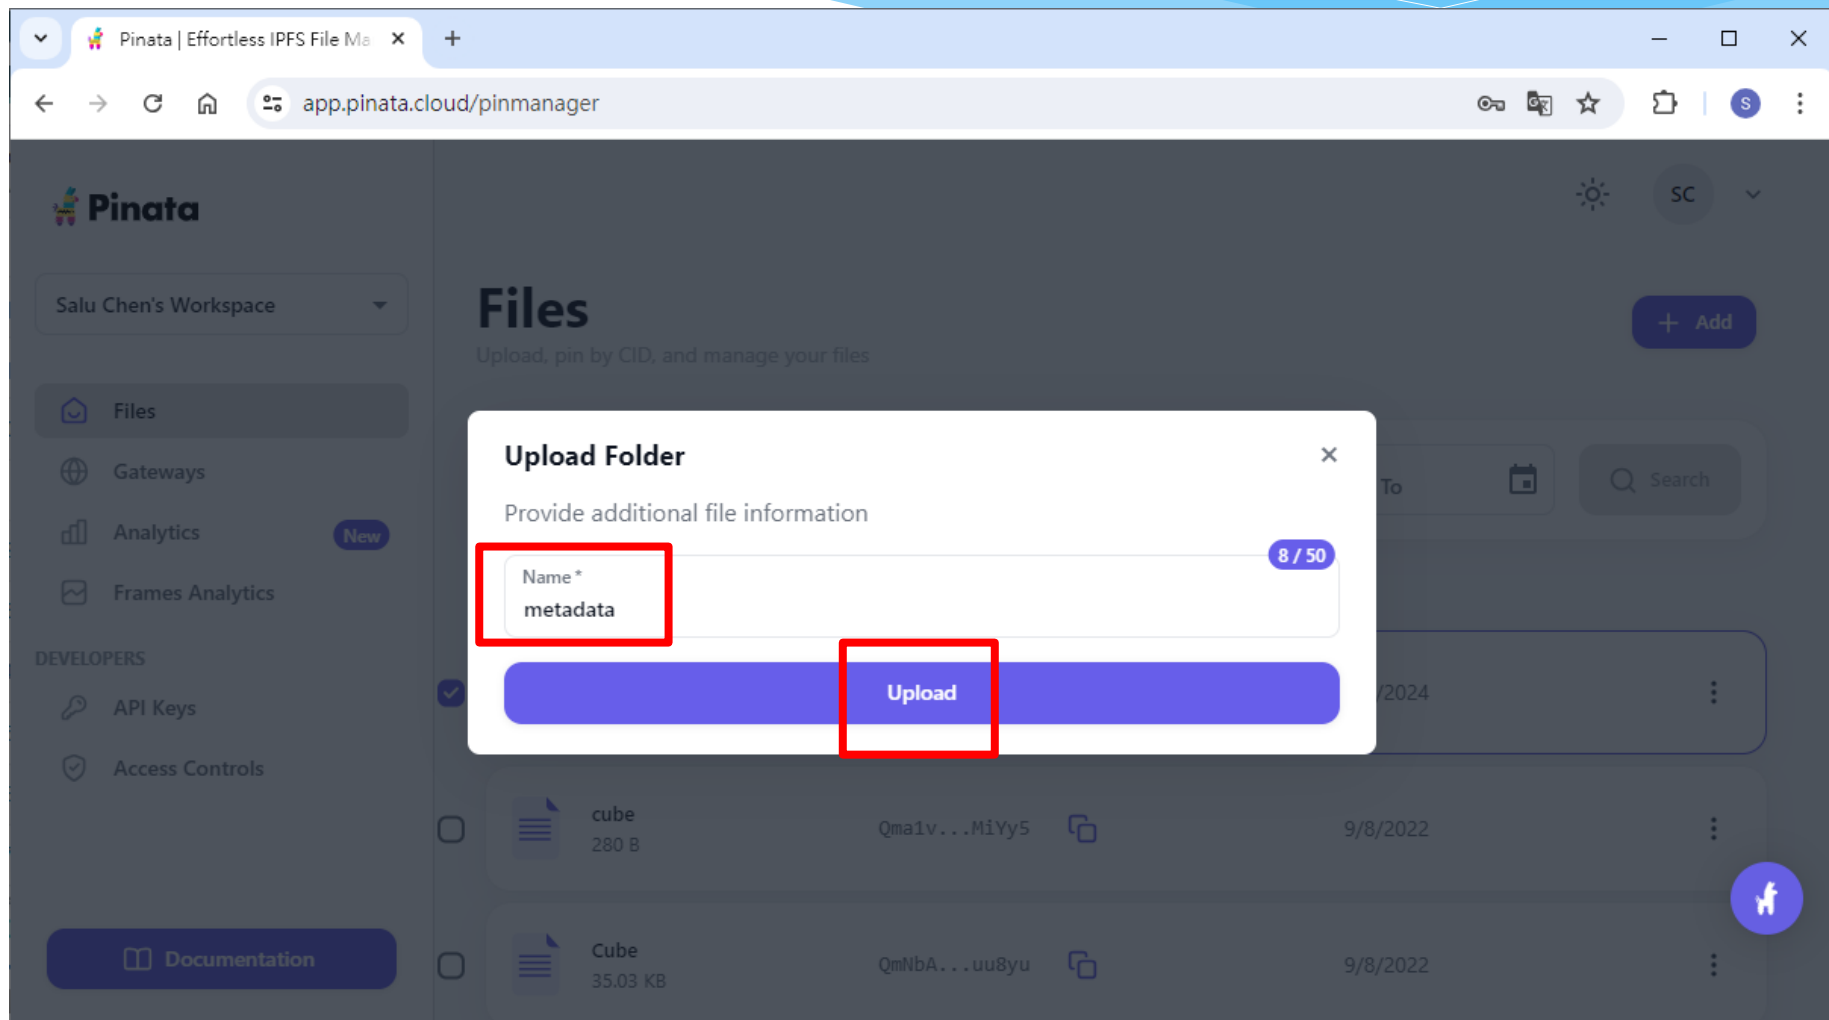 Pinata | Effortless IPFS File Ma
app.pinata.cloud/pinmanager
S
Pinata
SC
Salu Chen's Workspace
Files
+ Add
Upload, pin by CID, and manage your files
Files
Gateways
Analytics
New
Frames Analytics
DEVELOPERS
API Keys
Access Controls
Documentation
To
Search
Upload Folder
Provide additional file information
8 / 50
Name *
metadata
Upload
/2024
cube
280 B
Qma1v...MiYy5
9/8/2022
Cube
35.03 KB
QmNbA...uu8yu
9/8/2022